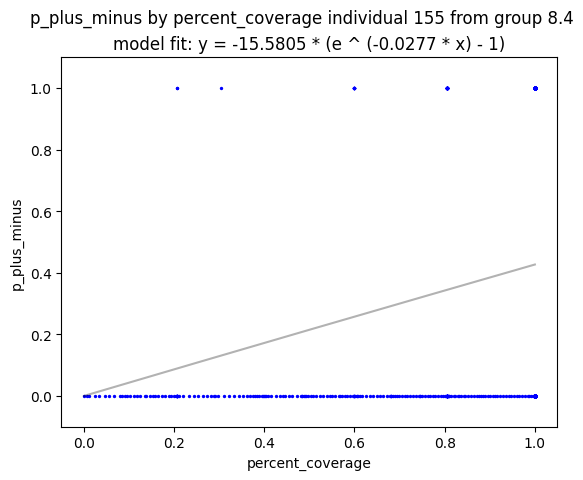 p_plus_minus by percent_coverage individual 155 from group 8.4
model fit: y = -15.5805 * (e ^ (-0.0277 * x) - 1)
1.0
0.8
0.6
0.4
0.2
0.0
p_plus_minus
0.0 0.2 0.4 0.6 0.8 1.0
percent_coverage